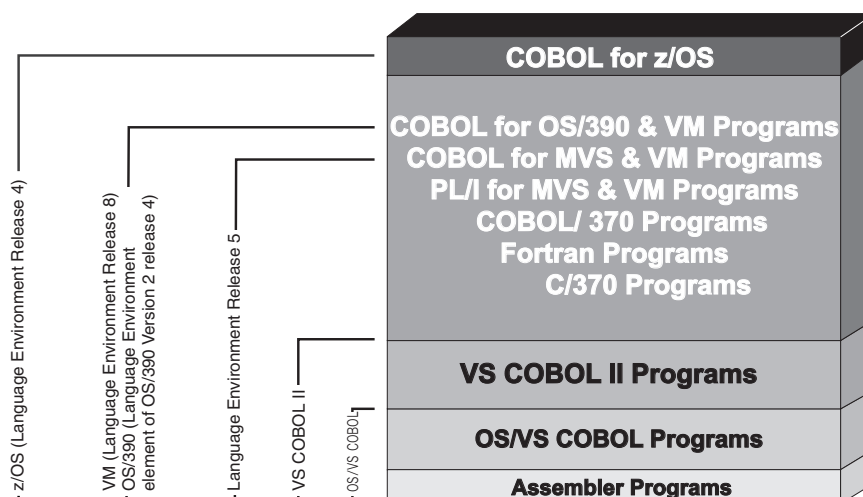 COBOL for z/OS
COBOL for OS/390 & VM Programs
COBOL for MVS & VM Programs
PL/I for MVS & VM Programs
COBOL/ 370 Programs
Fortran Programs
C/370 Programs
VS COBOL II Programs
OS/VS COBOL Programs
Assembler Programs
z/OS (Language Environment Release 4)
VM (Language Environment Release 8)
OS/390 (Language Environment
element of OS/390 Version 2 release 4)
Language Environment Release 5
VS COBOL II
OS/VS COBOL